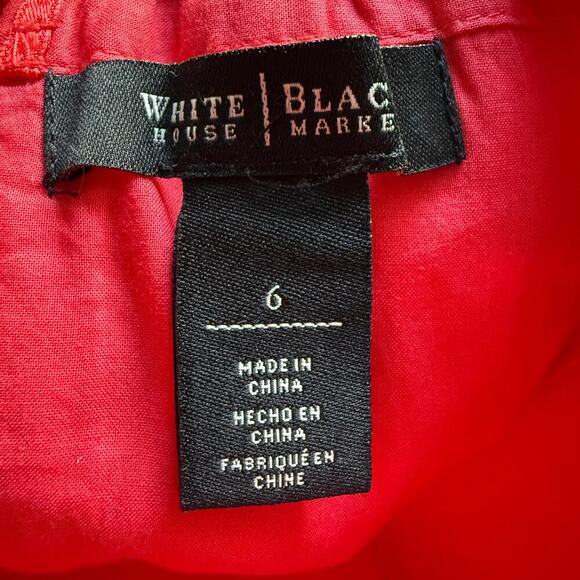 WHITE | BLAC
HOUSE | MARKE
6
MADE IN
CHINA
HECHO EN
CHINA
FABRIQUÉ EN
CHINE